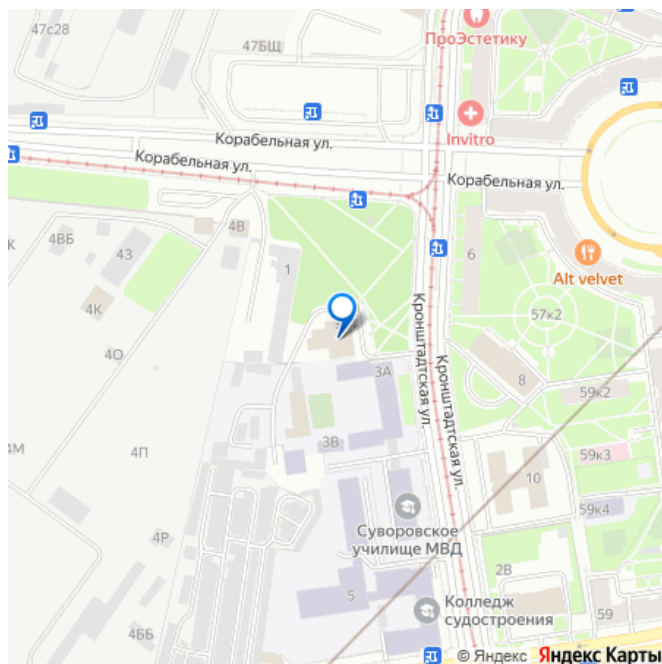 47с28
47БЩ
ПроЭстетику
Invitro
Корабельная ул.
Корабельная ул.
Корабельная ул.
4ВБ
43
4В
1
6
Alt velvet
57к2
4К
4О
Кронштадтская ул.
Кронштадтская ул.
3А
8
59к2
4М
4П
3В
10
59к3
59к4
Суворовское
училище МВД
4Р
2В
5
Колледж
судостроения
59
4ББ
© Яндекс Яндекс Карты